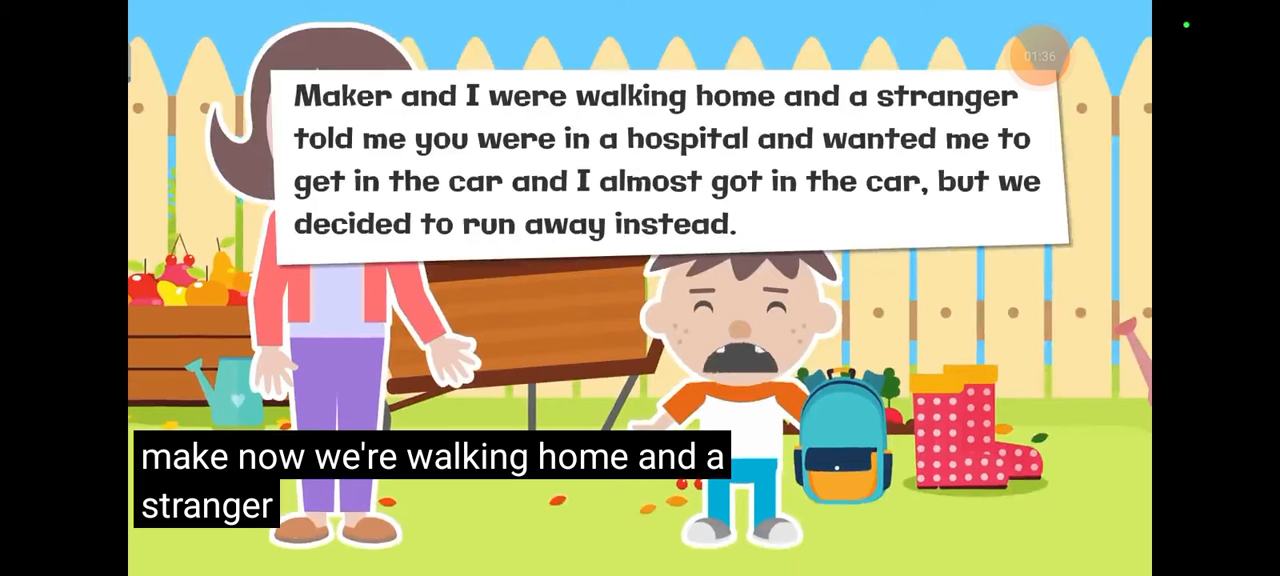 01:36
Maker and I were walking home and a stranger
told me you were in a hospital and wanted me to
get in the car and I almost got in the car, but we
decided to run away instead.
make now we're walking home and a
stranger